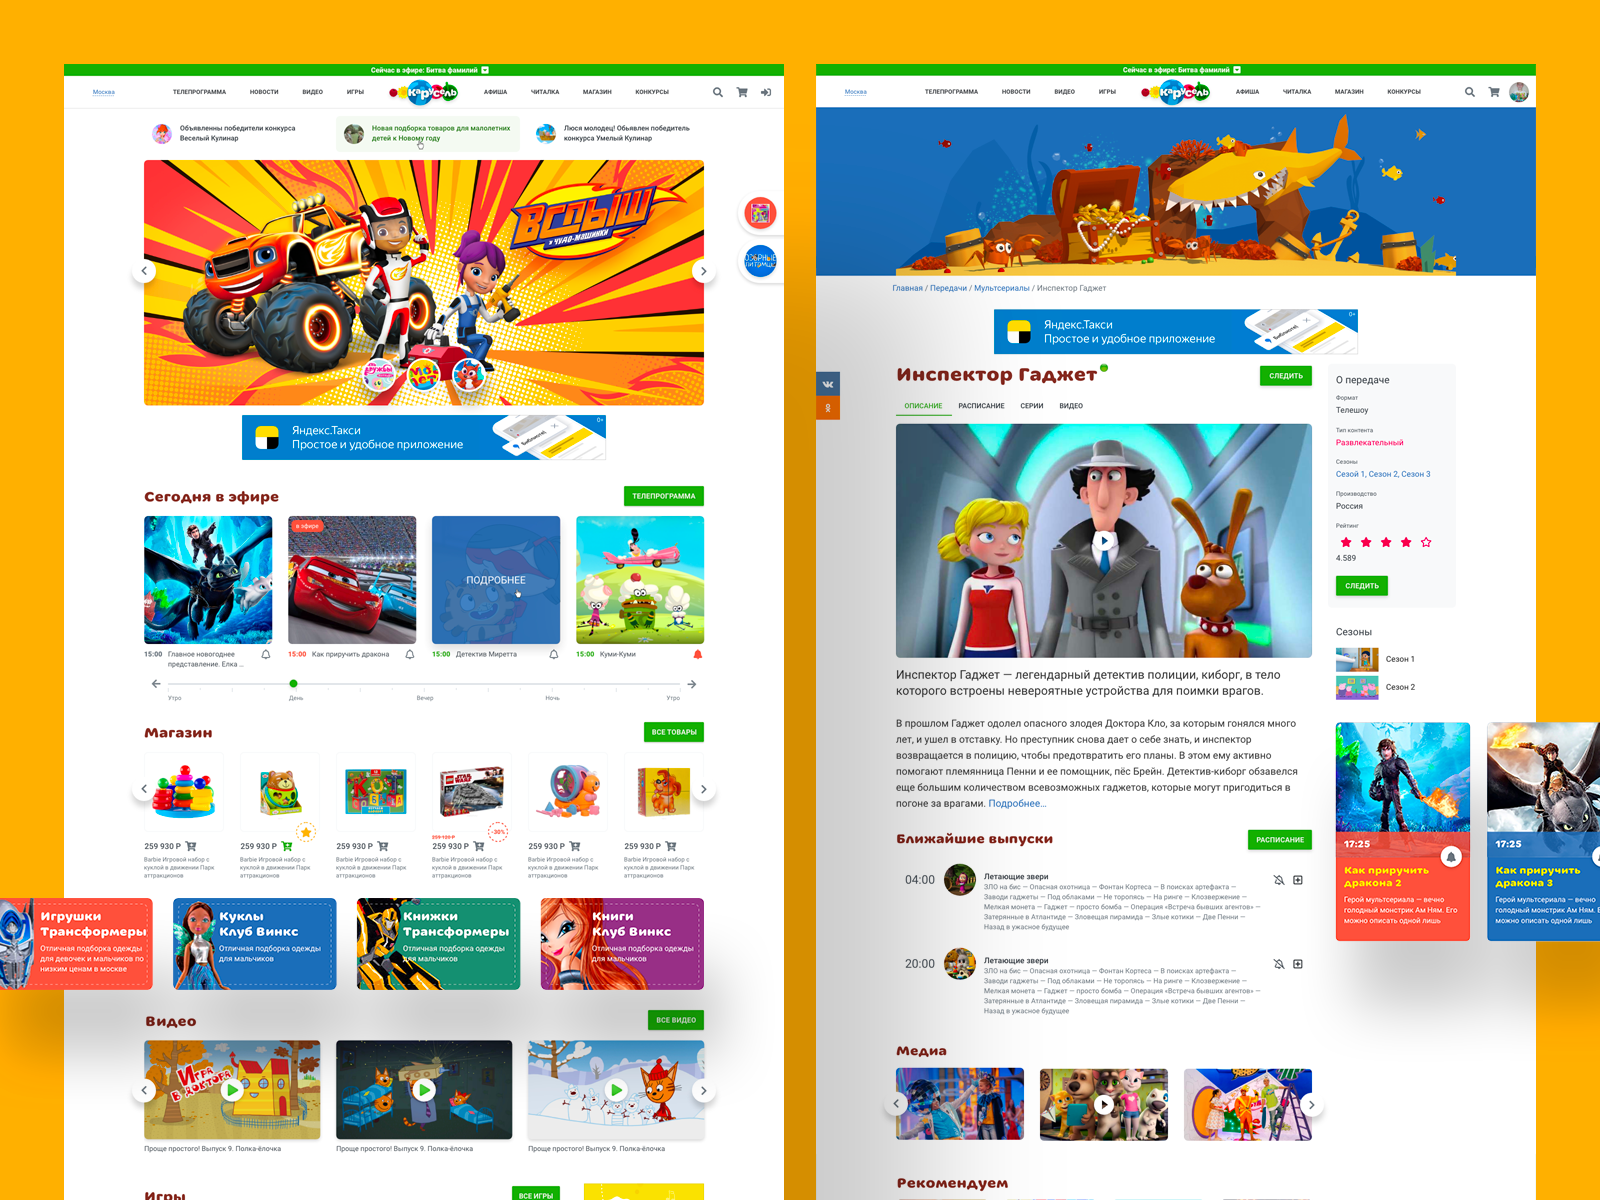 Сейчас в эфире: Битва фамилий
Москва
ТЕЛЕПРОГРАММА
НОВОСТИ
ВИДЕО
ИГРЫ
Карусель
АФИША
ЧИТАЛКА
МАГАЗИН
КОНКУРСЫ
Объявленны победители конкурса
Веселый Кулинар
Новая подборка товаров для малолетних
детей к Новому году
Люся молодец! Обьявлен победитель
конкурса Умелый Кулинар
ВСПЫШ
и ЧУДО-МАШИНКИ
Яндекс.Такси
Простое и удобное приложение
0+
Сегодня в эфире
ТЕЛЕПРОГРАММА
в эфире
ПОДРОБНЕЕ
15:00 Главное новогоднее
представление. Елка ...
15:00 Как приручить дракона
15:00 Детектив Миретта
15:00 Куми-Куми
Утро
День
Вечер
Ночь
Утро
Магазин
ВСЕ ТОВАРЫ
-30%
259 930 Р
259 930 Р
259 930 Р
259 930 Р
259 930 Р
259 930 Р
Barbie Игровой набор с
куклой в движении Парк
аттракционов
Barbie Игровой набор с
куклой в движении Парк
аттракционов
Barbie Игровой набор с
куклой в движении Парк
аттракционов
Barbie Игровой набор с
куклой в движении Парк
аттракционов
Barbie Игровой набор с
куклой в движении Парк
аттракционов
Barbie Игровой набор с
куклой в движении Парк
аттракционов
Игрушки
Трансформеры
Отличная подборка одежды
для девочек и мальчиков по
низким ценам в москве
Куклы
Клуб Винкс
Отличная подборка одежды
для мальчиков
Книжки
Трансформеры
Отличная подборка одежды
для мальчиков
Книги
Клуб Винкс
Отличная подборка одежды
для мальчиков
Видео
ВСЕ ВИДЕО
Игра
в доктора
Проще простого! Выпуск 9. Полка-ёлочка
Проще простого! Выпуск 9. Полка-ёлочка
Проще простого! Выпуск 9. Полка-ёлочка
Игры
ВСЕ ИГРЫ
Сейчас в эфире: Битва фамилий
Москва
ТЕЛЕПРОГРАММА
НОВОСТИ
ВИДЕО
ИГРЫ
Карусель
АФИША
ЧИТАЛКА
МАГАЗИН
КОНКУРСЫ
Главная / Передачи / Мультсериалы / Инспектор Гаджет
Яндекс.Такси
Простое и удобное приложение
0+
Инспектор Гаджет
СЛЕДИТЬ
ОПИСАНИЕ
РАСПИСАНИЕ
СЕРИИ
ВИДЕО
Инспектор Гаджет — легендарный детектив полиции, киборг, в тело
которого встроены невероятные устройства для поимки врагов.
В прошлом Гаджет одолел опасного злодея Доктора Кло, за которым гонялся много
лет, и ушел в отставку. Но преступник снова дает о себе знать, и инспектор
возвращается в полицию, чтобы предотвратить его планы. В этом ему активно
помогают племянница Пенни и ее помощник, пёс Брейн. Детектив-киборг обзавелся
еще большим количеством всевозможных гаджетов, которые могут пригодиться в
погоне за врагами. Подробнее...
Ближайшие выпуски
РАСПИСАНИЕ
04:00
Летающие звери
ЗЛО на бис — Опасная охотница — Фонтан Кортеса — В поисках артефакта —
Заводи гаджеты — Под облаками — Не торопясь — На ринге — Клозвержение —
Мелкая монета — Гаджет — просто бомба — Операция «Встреча бывших агентов» —
Затерянные в Атлантиде — Зловещая пирамида — Злые котики — Две Пенни —
Назад в ужасное будущее
20:00
Летающие звери
ЗЛО на бис — Опасная охотница — Фонтан Кортеса — В поисках артефакта —
Заводи гаджеты — Под облаками — Не торопясь — На ринге — Клозвержение —
Мелкая монета — Гаджет — просто бомба — Операция «Встреча бывших агентов» —
Затерянные в Атлантиде — Зловещая пирамида — Злые котики — Две Пенни —
Назад в ужасное будущее
Медиа
Рекомендуем
О передаче
Формат
Телешоу
Тип контента
Развлекательный
Сезоны
Сезой 1, Сезон 2, Сезон 3
Производство
Россия
Рейтинг
4.589
СЛЕДИТЬ
Сезоны
Сезон 1
Сезон 2
17:25
Как приручить
дракона 2
Герой мультсериала — вечно
голодный монстрик Ам Ням. Его
можно описать одной лишь
17:25
Как приручить
дракона 3
Герой мультсериала — вечно
голодный монстрик Ам Ням. Его
можно описать одной лишь